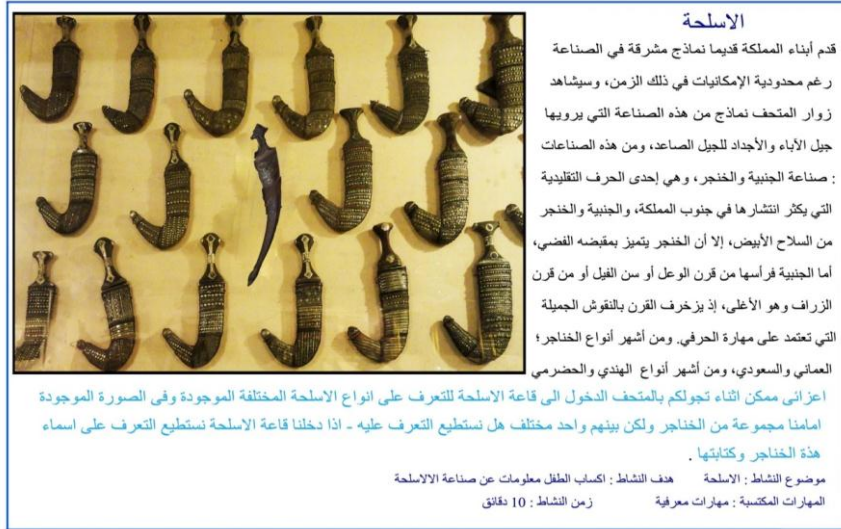 الاسلحة
قدم أبناء المملكة قديما نماذج مشرقة في الصناعة
رغم محدودية الإمكانيات في ذلك الزمن، وسيشاهد
زوار المتحف نماذج من هذه الصناعة التي يرويها
جيل الأباء والأجداد للجيل الصاعد، ومن هذه الصناعات
: صناعة الجنبية والخنجر، وهي إحدى الحرف التقليدية
التي يكثر انتشارها في جنوب المملكة، والجنبية والخنجر
من السلاح الأبيض، إلا أن الخنجر يتميز بمقبضه الفضي،
أما الجنبية فرأسها من قرن الوعل أو سن الفيل أو من قرن
الزراف وهو الأغلى، إذ يزخرف القرن بالنقوش الجميلة
التي تعتمد على مهارة الحرفي. ومن أشهر أنواع الخناجر؛
العماني والسعودي، ومن أشهر أنواع الهندي والحضرمي
اعزائى ممكن اثناء تجولكم بالمتحف الدخول الى قاعة الاسلحة للتعرف على انواع الاسلحة المختلفة الموجودة وفى الصورة الموجودة
امامنا مجموعة من الخناجر ولكن بينهم واحد مختلف هل نستطيع التعرف عليه - اذا دخلنا قاعة الاسلحة نستطيع التعرف على اسماء
هذة الخناجر وكتابتها .
موضوع النشاط : الاسلحة هدف النشاط : اكساب الطفل معلومات عن صناعة الالاسلحة
المهارات المكتسبة : مهارات معرفية زمن النشاط : 10 دقائق